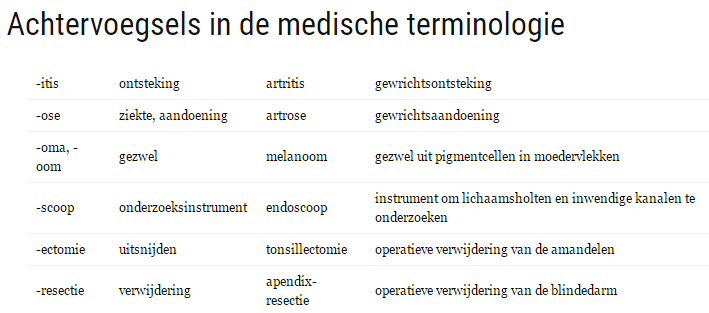 Achtervoegsels in de medische terminologie
-itis ontsteking artritis gewrichtsontsteking
-ose ziekte, aandoening artrose gewrichtsaandoening
-oma, -
oom gezwel melanoom gezwel uit pigmentcellen in moedervlekken
-scoop onderzoeksinstrument endoscoop instrument om lichaamsholten en inwendige kanalen te
onderzoeken
-ectomie uitsnijden tonsillectomie operatieve verwijdering van de amandelen
-resectie verwijdering apendix-
resectie operatieve verwijdering van de blindedarm